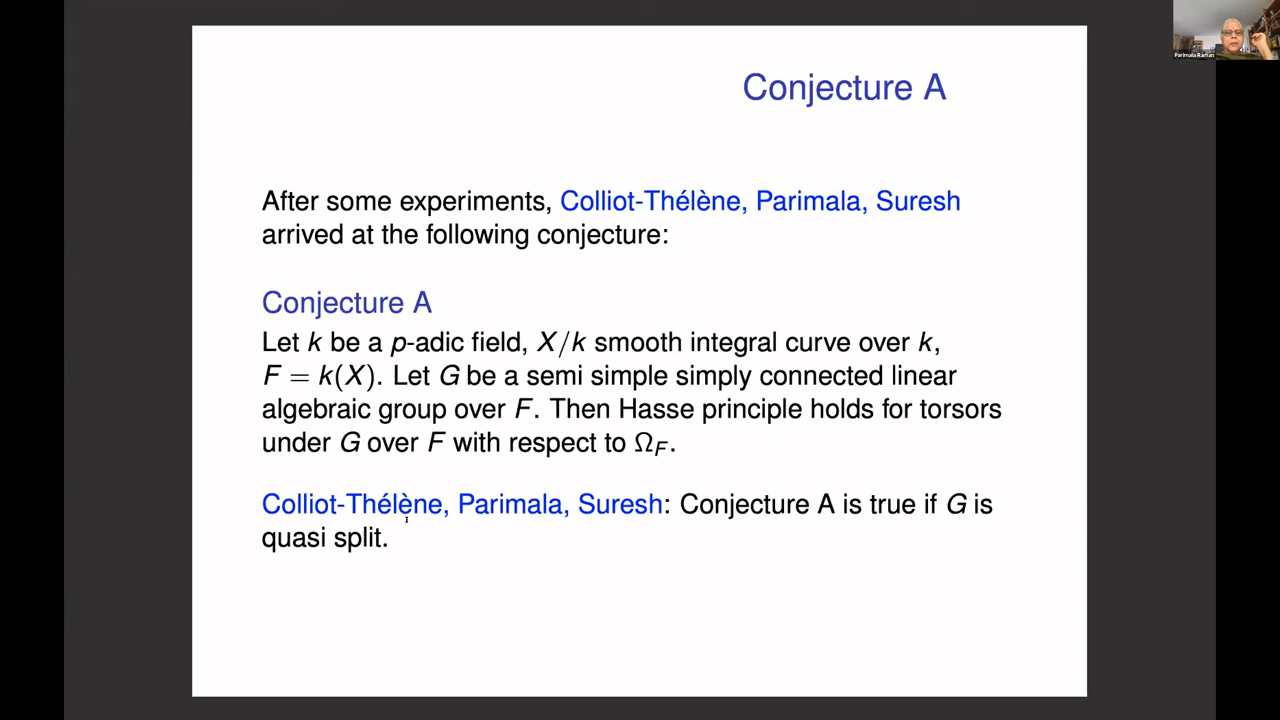 Conjecture A
Parimala Raman
After some experiments, Colliot-Thélène, Parimala, Suresh
arrived at the following conjecture:
Conjecture A
Let k be a p-adic field, X/k smooth integral curve over k,
F = k(X). Let G be a semi simple simply connected linear
algebraic group over F. Then Hasse principle holds for torsors
under G over F with respect to Ω_F.
Colliot-Thélène, Parimala, Suresh: Conjecture A is true if G is
quasi split.